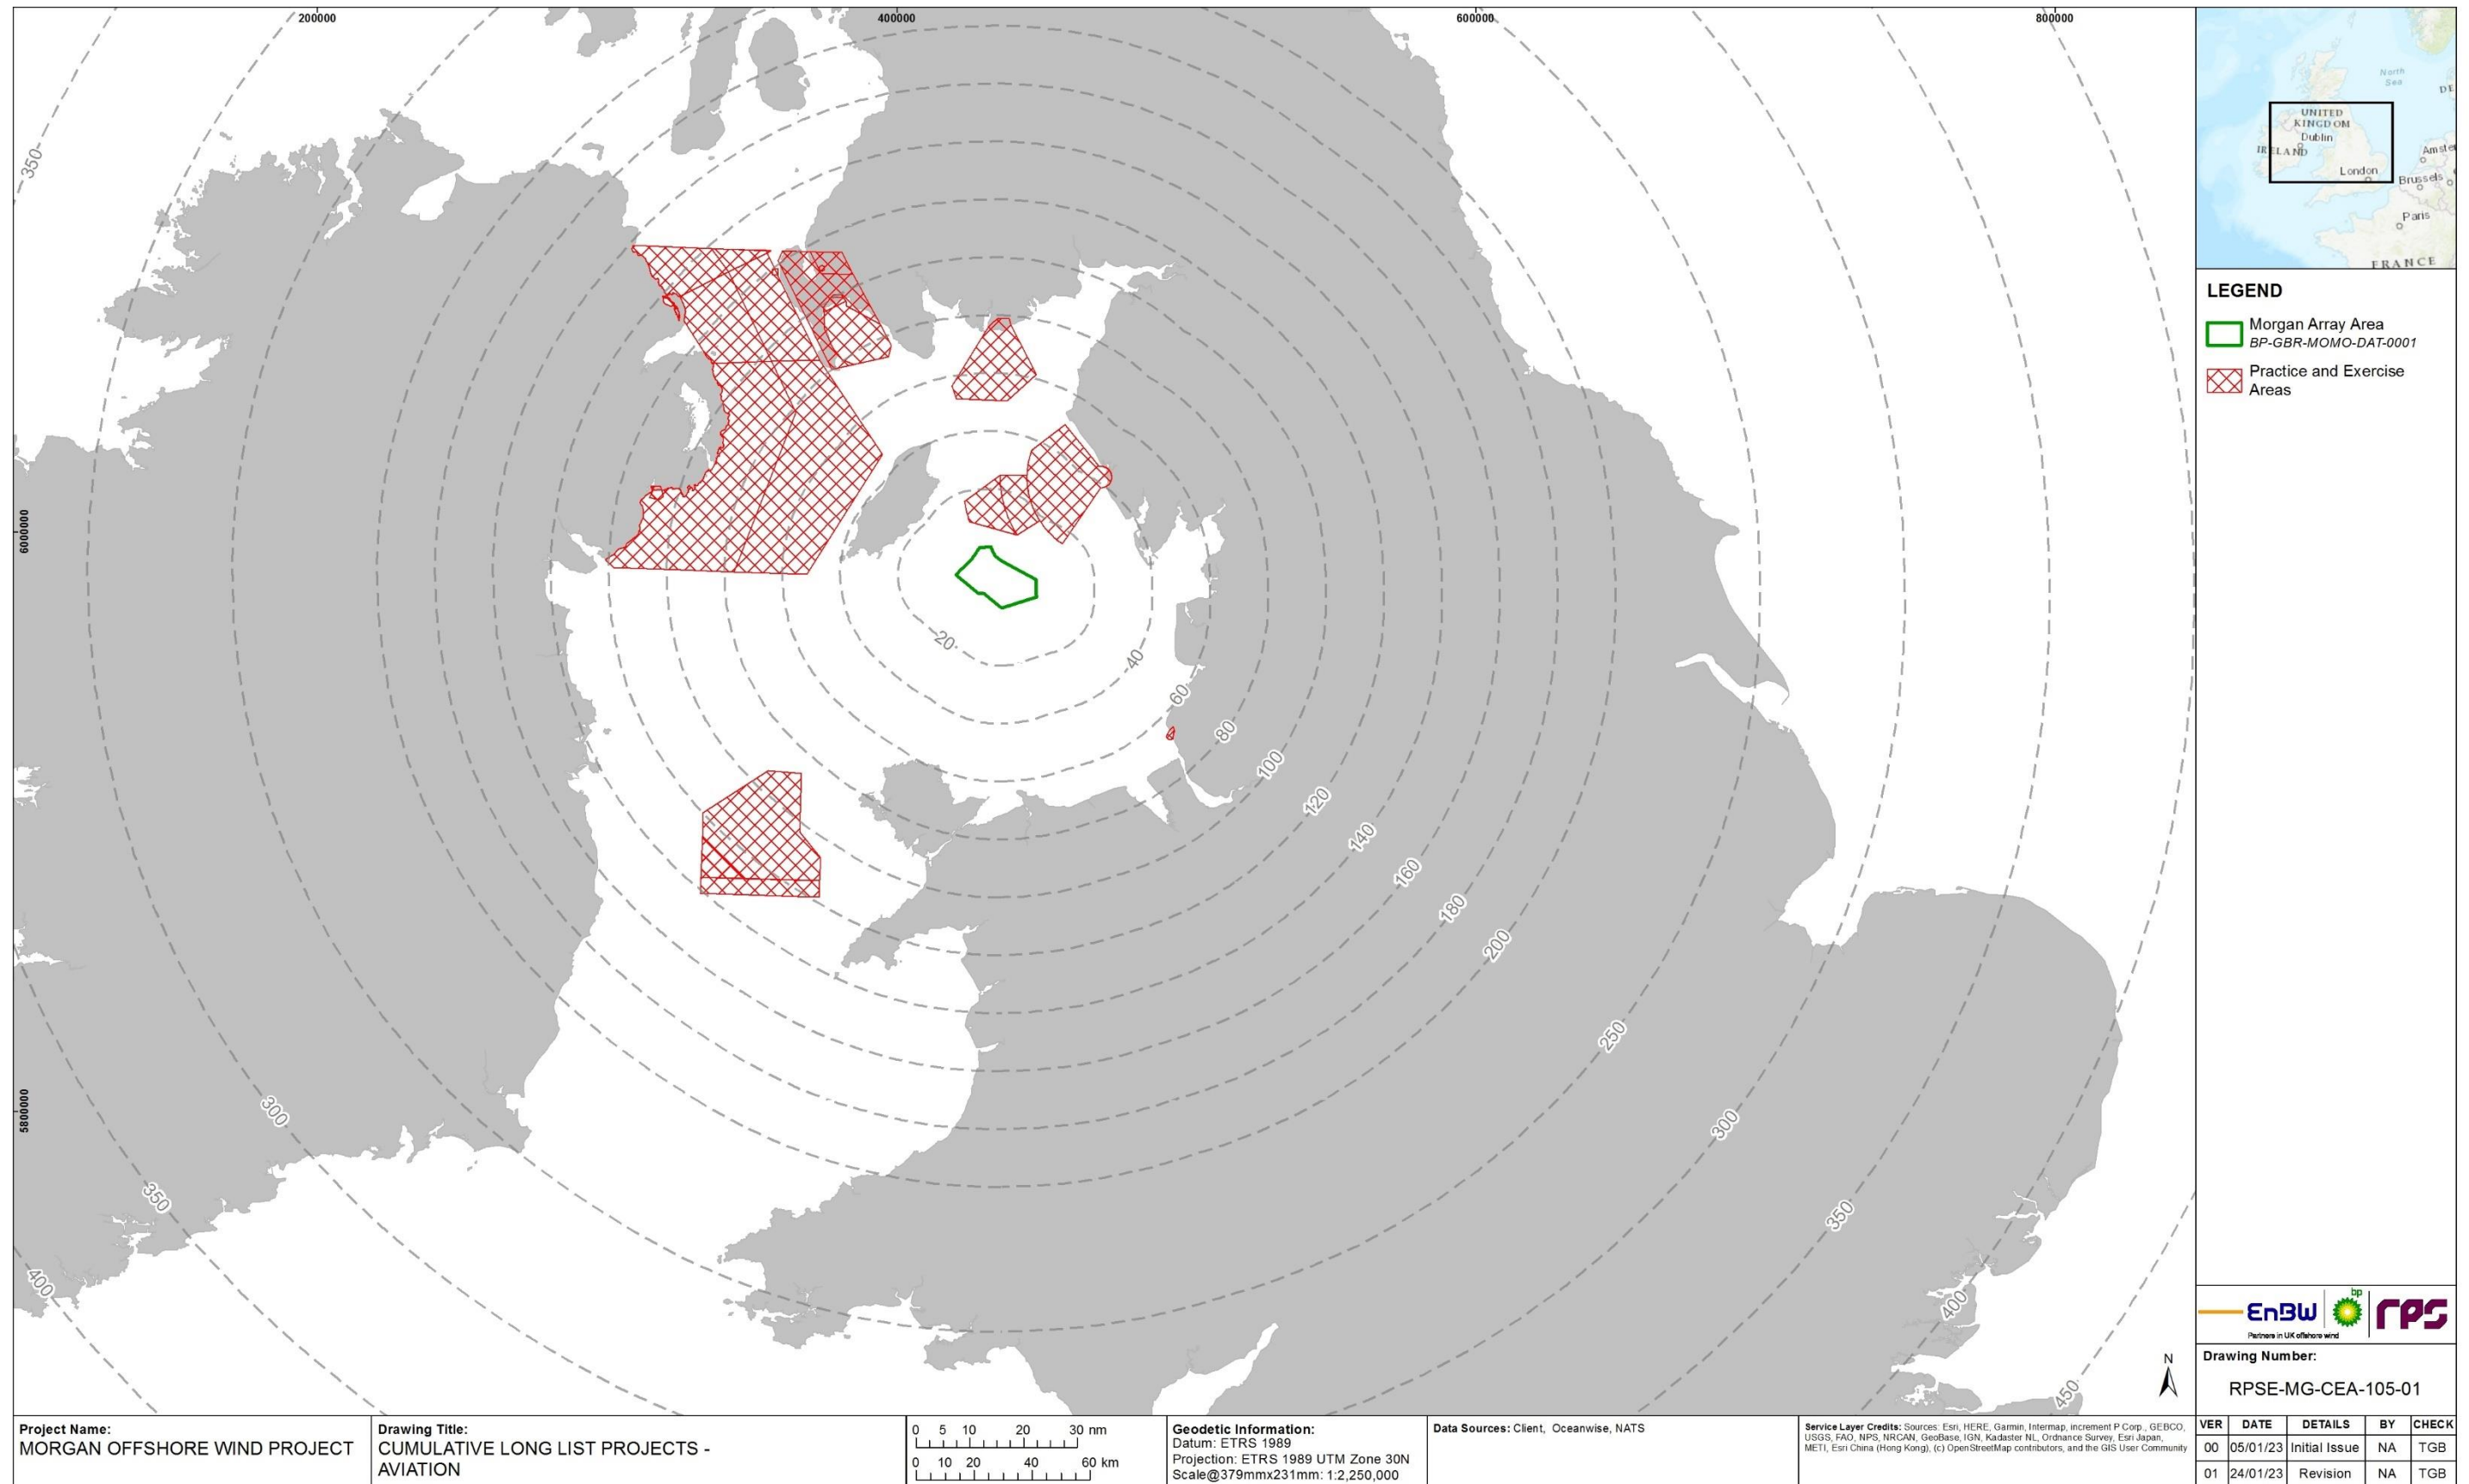 200000
400000
600000
800000
6000000
5800000
350
20
40
60
80
100
120
140
160
180
200
250
300
350
400
450
300
350
400
North
Sea
DE
UNITED
KINGDOM
Dublin
IRELAND
Amste
London
Brussels
Paris
FRANCE
LEGEND
Morgan Array Area
BP-GBR-MOMO-DAT-0001
Practice and Exercise
Areas
EnBW
Partners in UK offshore wind
bp
rps
N
Drawing Number:
RPSE-MG-CEA-105-01
Project Name:
MORGAN OFFSHORE WIND PROJECT
Drawing Title:
CUMULATIVE LONG LIST PROJECTS -
AVIATION
0 5 10 20 30 nm
0 10 20 40 60 km
Geodetic Information:
Datum: ETRS 1989
Projection: ETRS 1989 UTM Zone 30N
Scale@379mmx231mm: 1:2,250,000
Data Sources: Client, Oceanwise, NATS
Service Layer Credits: Sources: Esri, HERE, Garmin, Intermap, increment P Corp., GEBCO,
USGS, FAO, NPS, NRCAN, GeoBase, IGN, Kadaster NL, Ordnance Survey, Esri Japan,
METI, Esri China (Hong Kong), (c) OpenStreetMap contributors, and the GIS User Community
VER DATE DETAILS BY CHECK
00 05/01/23 Initial Issue NA TGB
01 24/01/23 Revision NA TGB